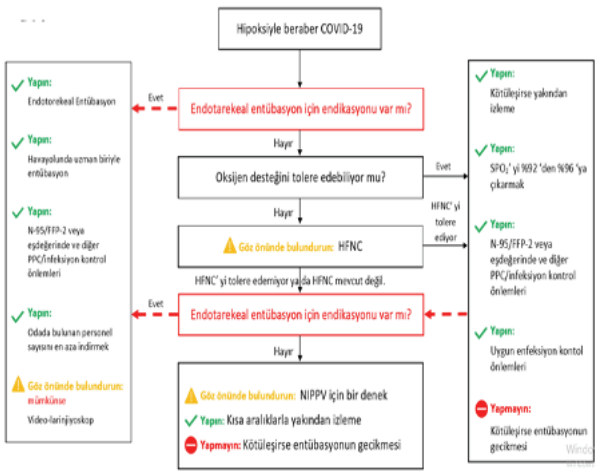 Hipoksiyle beraber COVID-19
Endotarekeal entübasyon için endikasyonu var mı?
Evet
Hayır
Oksijen desteğini tolere edebiliyor mu?
Evet
Hayır
Göz önünde bulundurun: HFNC
HFNC' yi
tolere
ediyor
HFNC' yi tolere edemiyor ya da HFNC mevcut değil.
Endotarekeal entübasyon için endikasyonu var mı?
Evet
Hayır
Göz önünde bulundurun: NIPPV için bir denek
Yapın: Kısa aralıklarla yakından izleme
Yapmayın: Kötüleşirse entübasyonun gecikmesi
Yapın:
Endotorekeal Entübasyon
Yapın:
Havayolunda uzman biriyle
entübasyon
Yapın:
N-95/FFP-2 veya
eşdeğerinde ve diğer
PPC/infeksiyon kontrol
önlemleri
Yapın:
Odada bulunan personel
sayısını en aza indirmek
Göz önünde bulundurun:
mümkünse
Video-larinjiyoskop
Yapın:
Kötüleşirse yakından
izleme
Yapın:
SPO₂' yi %92 'den %96 'ya
çıkarmak
Yapın:
N-95/FFP-2 veya
eşdeğerinde ve diğer
PPC/infeksiyon kontrol
önlemleri
Yapın:
Uygun enfeksiyon kontol
önlemleri
Yapmayın:
Kötüleşirse entübasyonun
gecikmesi
Windo